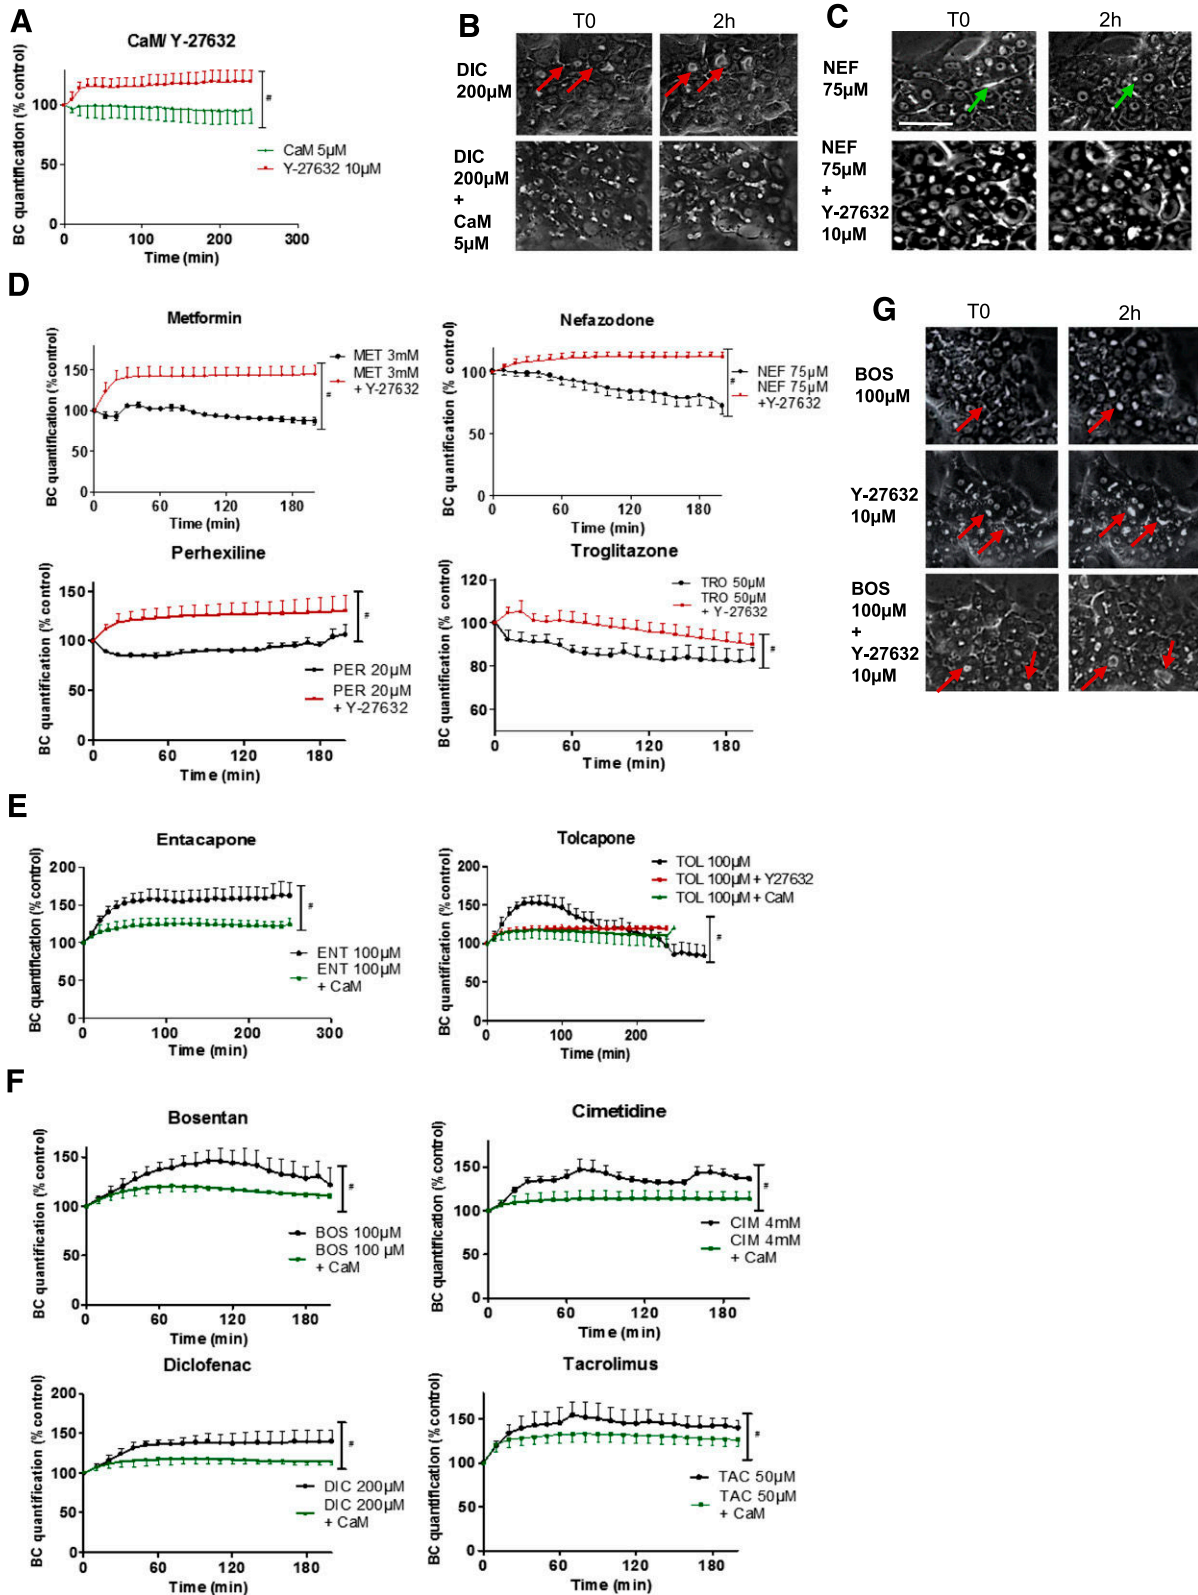 A
CaM/ Y-27632
BC quantification (% control)
100
50
0
0 100 200 300
Time (min)
#
CaM 5µM
Y-27632 10µM
B
T0 2h
DIC
200µM
DIC
200µM
+
CaM
5µM
C
T0 2h
NEF
75µM
NEF
75µM
+
Y-27632
10µM
D
Metformin
BC quantification (% control)
150
100
50
0
0 60 120 180
Time (min)
MET 3mM
MET 3mM
+ Y-27632
#
Nefazodone
BC quantification (% control)
100
50
0
0 60 120 180
Time (min)
NEF 75µM
NEF 75µM
+Y-27632
#
Perhexiline
BC quantification (% control)
150
100
50
0
0 60 120 180
Time (min)
PER 20µM
PER 20µM
+ Y-27632
#
Troglitazone
BC quantification (% control)
120
100
80
60
0 60 120 180
Time (min)
TRO 50µM
TRO 50µM
+ Y-27632
#
G
T0 2h
BOS
100µM
Y-27632
10µM
BOS
100µM
+
Y-27632
10µM
E
Entacapone
BC quantification (% control)
200
150
100
50
0
0 100 200 300
Time (min)
ENT 100µM
ENT 100µM
+ CaM
#
Tolcapone
BC quantification (% control)
200
150
100
50
0
0 100 200
Time (min)
TOL 100µM
TOL 100µM + Y27632
TOL 100µM + CaM
#
F
Bosentan
BC quantification (% control)
150
100
50
0
0 60 120 180
Time (min)
BOS 100µM
BOS 100 µM
+ CaM
#
Cimetidine
BC quantification (% control)
150
100
50
0
0 60 120 180
Time (min)
CIM 4mM
CIM 4mM
+ CaM
#
Diclofenac
BC quantification (% control)
200
150
100
50
0
0 60 120 180
Time (min)
DIC 200µM
DIC 200µM
+ CaM
#
Tacrolimus
BC quantification (% control)
150
100
50
0
0 60 120 180
Time (min)
TAC 50µM
TAC 50µM
+ CaM
#